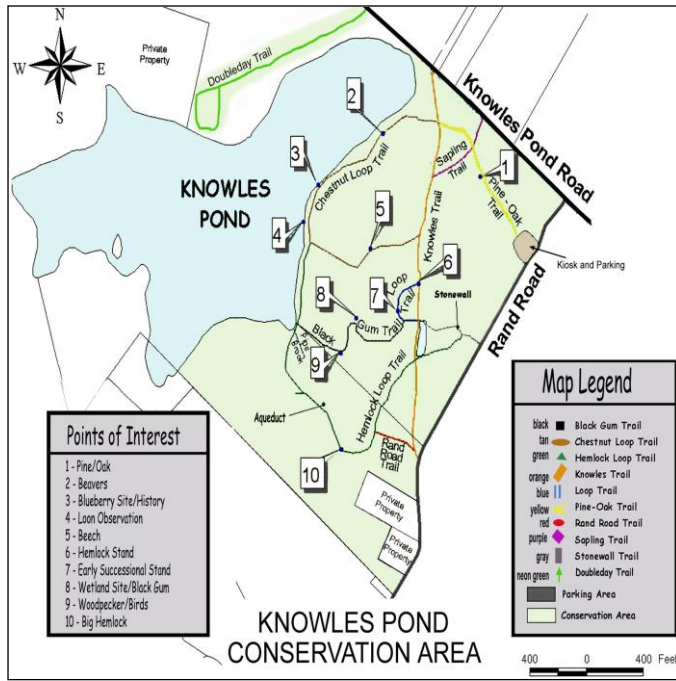 N
W E
S
Private
Property
Doubleday Trail
KNOWLES
POND
Knowles Pond Road
Rand Road
Kiosk and Parking
Chestnut Loop Trail
Sapling
Trail
Pine - Oak
Trail
Knowles Trail
Loop
Trail
Stonewall
Black
Gum Trail
Hemlock Loop Trail
Aqueduct
Rand
Road
Trail
Private
Property
Private
Property
1
2
3
4
5
6
7
8
9
10
Points of Interest
1 - Pine/Oak
2 - Beavers
3 - Blueberry Site/History
4 - Loon Observation
5 - Beech
6 - Hemlock Stand
7 - Early Successional Stand
8 - Wetland Site/Black Gum
9 - Woodpecker/Birds
10 - Big Hemlock
KNOWLES POND
CONSERVATION AREA
Map Legend
black Black Gum Trail
tan Chestnut Loop Trail
green Hemlock Loop Trail
orange Knowles Trail
blue Loop Trail
yellow Pine-Oak Trail
red Rand Road Trail
purple Sapling Trail
gray Stonewall Trail
neon green Doubleday Trail
Parking Area
Conservation Area
400 0 400 Feet